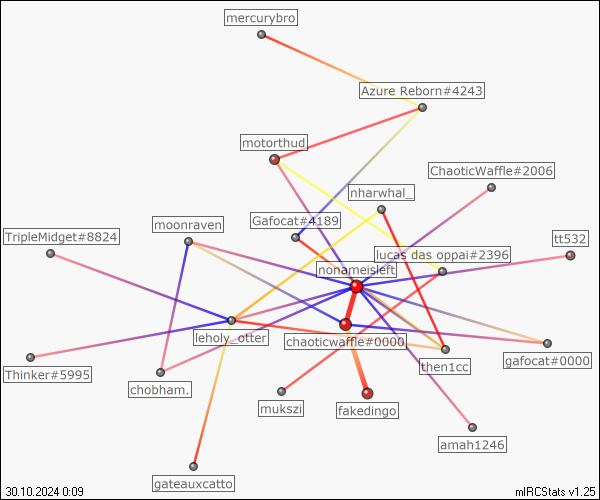 mercurybro
Azure Reborn#4243
motorthud
ChaoticWaffle#2006
nharwhal_
Gafocat#4189
moonraven
TripleMidget#8824
tt532
lucas das oppai#2396
nonameisleft
leholy_otter
chaoticwaffle#0000
then1cc
gafocat#0000
Thinker#5995
chobham.
mukszi
fakedingo
amah1246
gateauxcatto
30.10.2024 0:09
mIRCStats v1.25